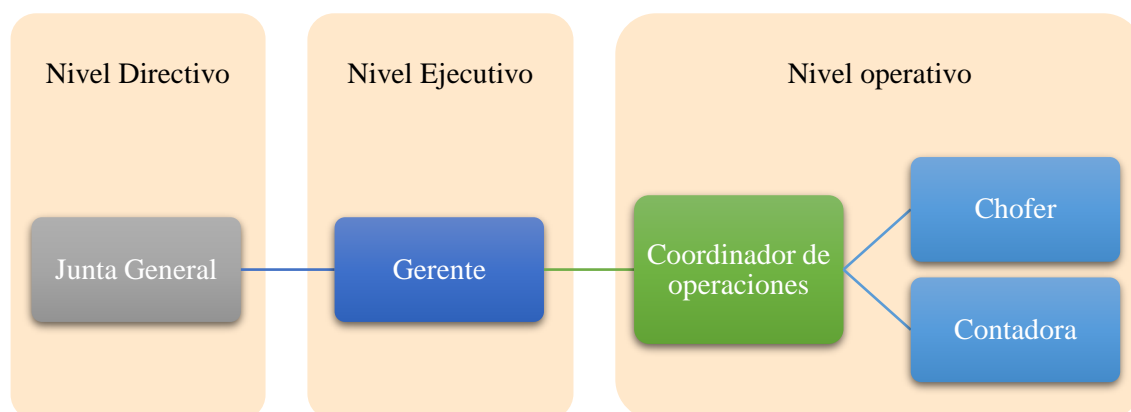 Nivel Directivo
Nivel Ejecutivo
Nivel operativo
Junta General
Gerente
Coordinador de
operaciones
Chofer
Contadora